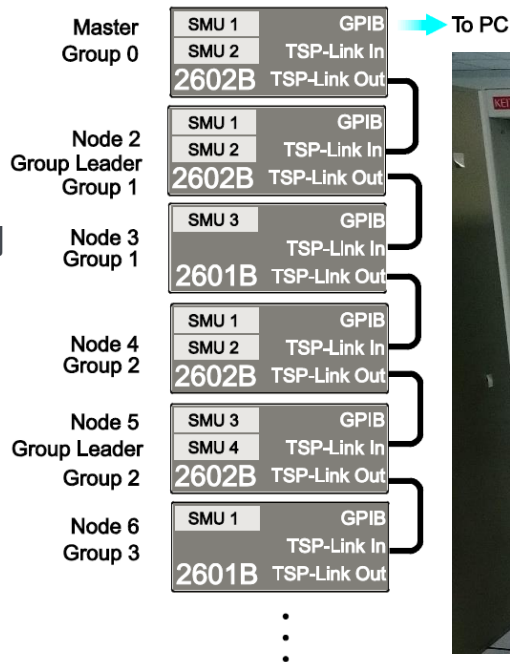 Master
Group 0
SMU 1 GPIB
SMU 2 TSP-Link In
2602B TSP-Link Out
To PC
Node 2
Group Leader
Group 1
SMU 1 GPIB
SMU 2 TSP-Link In
2602B TSP-Link Out
Node 3
Group 1
SMU 3 GPIB
TSP-Link In
2601B TSP-Link Out
Node 4
Group 2
SMU 1 GPIB
SMU 2 TSP-Link In
2602B TSP-Link Out
Node 5
Group Leader
Group 2
SMU 3 GPIB
SMU 4 TSP-Link In
2602B TSP-Link Out
Node 6
Group 3
SMU 1 GPIB
TSP-Link In
2601B TSP-Link Out